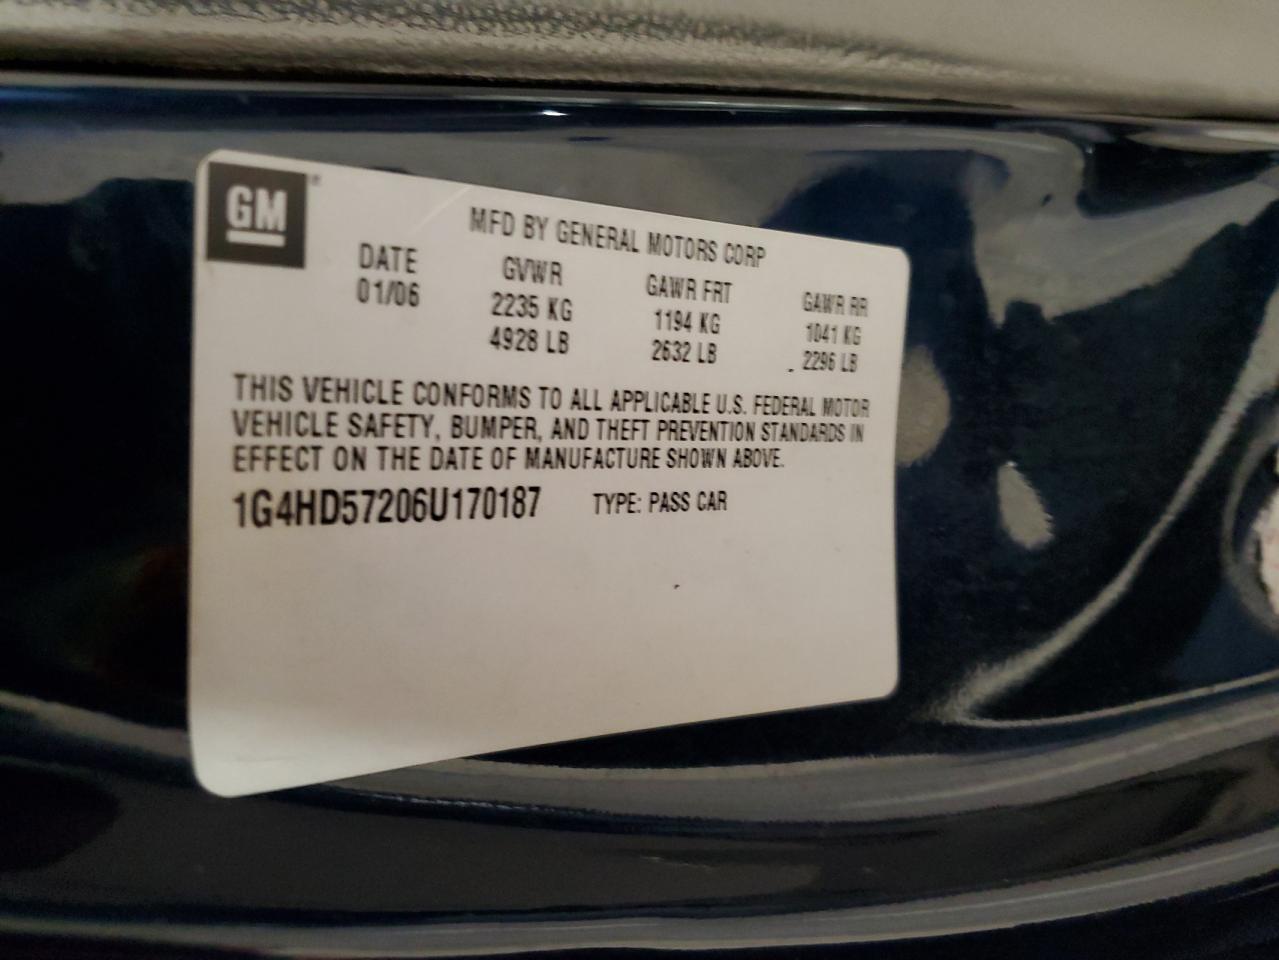 GM
MFD BY GENERAL MOTORS CORP
DATE GVWR GAWR FRT GAWR RR
01/06 2235 KG 1194 KG 1041 KG
4928 LB 2632 LB 2296 LB
THIS VEHICLE CONFORMS TO ALL APPLICABLE U.S. FEDERAL MOTOR
VEHICLE SAFETY, BUMPER, AND THEFT PREVENTION STANDARDS IN
EFFECT ON THE DATE OF MANUFACTURE SHOWN ABOVE.
1G4HD57206U170187 TYPE: PASS CAR